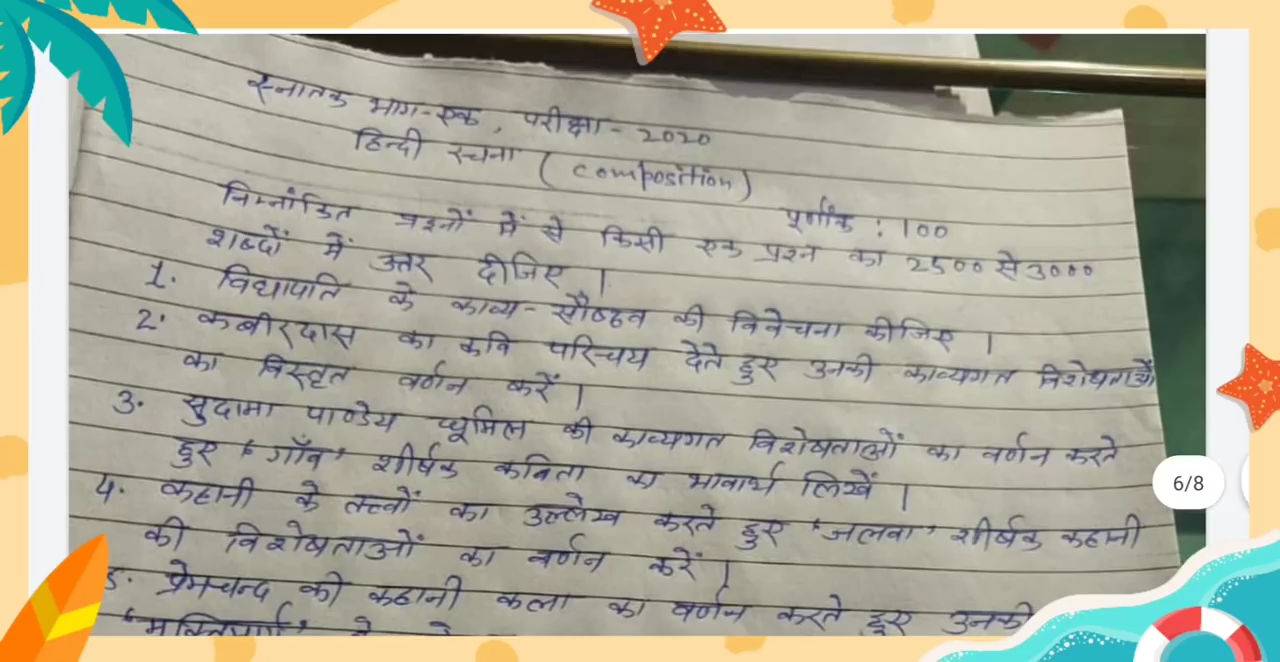 स्नातक भाग-एक, परीक्षा - 2020
हिन्दी रचना (composition)
पूर्णांक : 100
निम्नांकित प्रश्नों में से किसी एक प्रश्न का 2500 से 3000
शब्दों में उत्तर दीजिए ।
1. विद्यापति के काव्य - सौष्ठव की विवेचना कीजिए ।
2. कबीरदास का कवि परिचय देते हुए उनकी काव्यगत विशेषताओं
का विस्तृत वर्णन करें ।
3. सुदामा पाण्डेय धूमिल की काव्यगत विशेषताओं का वर्णन करते
हुए 'गाँव' शीर्षक कविता का भावार्थ लिखें ।
4. कहानी के तत्वों का उल्लेख करते हुए 'जलवा' शीर्षक कहानी
की विशेषताओं का वर्णन करें ।
5. प्रेमचन्द की कहानी कला का वर्णन करते हुए उनकी
6/8